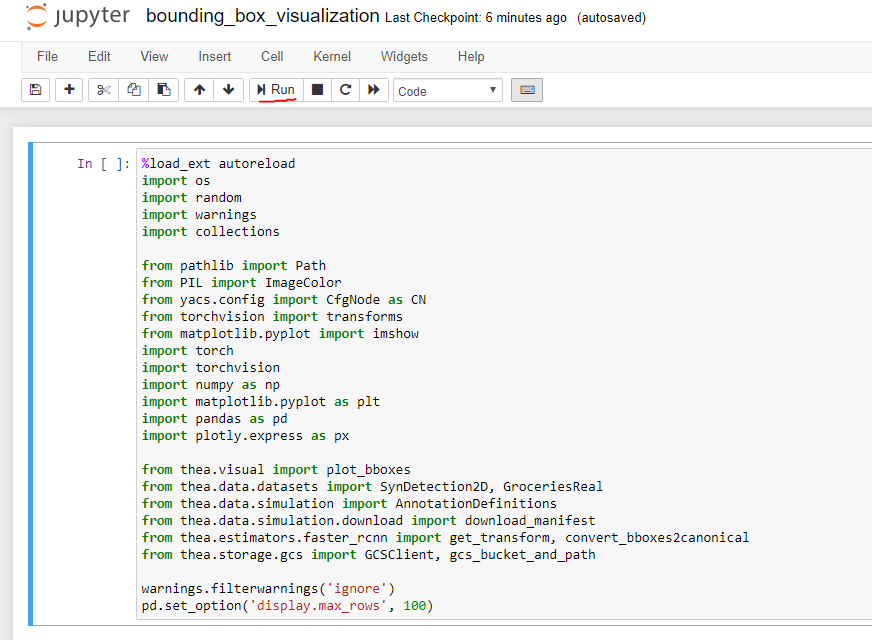 jupyter bounding_box_visualization Last Checkpoint: 6 minutes ago (autosaved)
File Edit View Insert Cell Kernel Widgets Help
Run Code
In [ ]: %load_ext autoreload
import os
import random
import warnings
import collections
from pathlib import Path
from PIL import ImageColor
from yacs.config import CfgNode as CN
from torchvision import transforms
from matplotlib.pyplot import imshow
import torch
import torchvision
import numpy as np
import matplotlib.pyplot as plt
import pandas as pd
import plotly.express as px
from thea.visual import plot_bboxes
from thea.data.datasets import SynDetection2D, GroceriesReal
from thea.data.simulation import AnnotationDefinitions
from thea.data.simulation.download import download_manifest
from thea.estimators.faster_rcnn import get_transform, convert_bboxes2canonical
from thea.storage.gcs import GCSClient, gcs_bucket_and_path
warnings.filterwarnings('ignore')
pd.set_option('display.max_rows', 100)